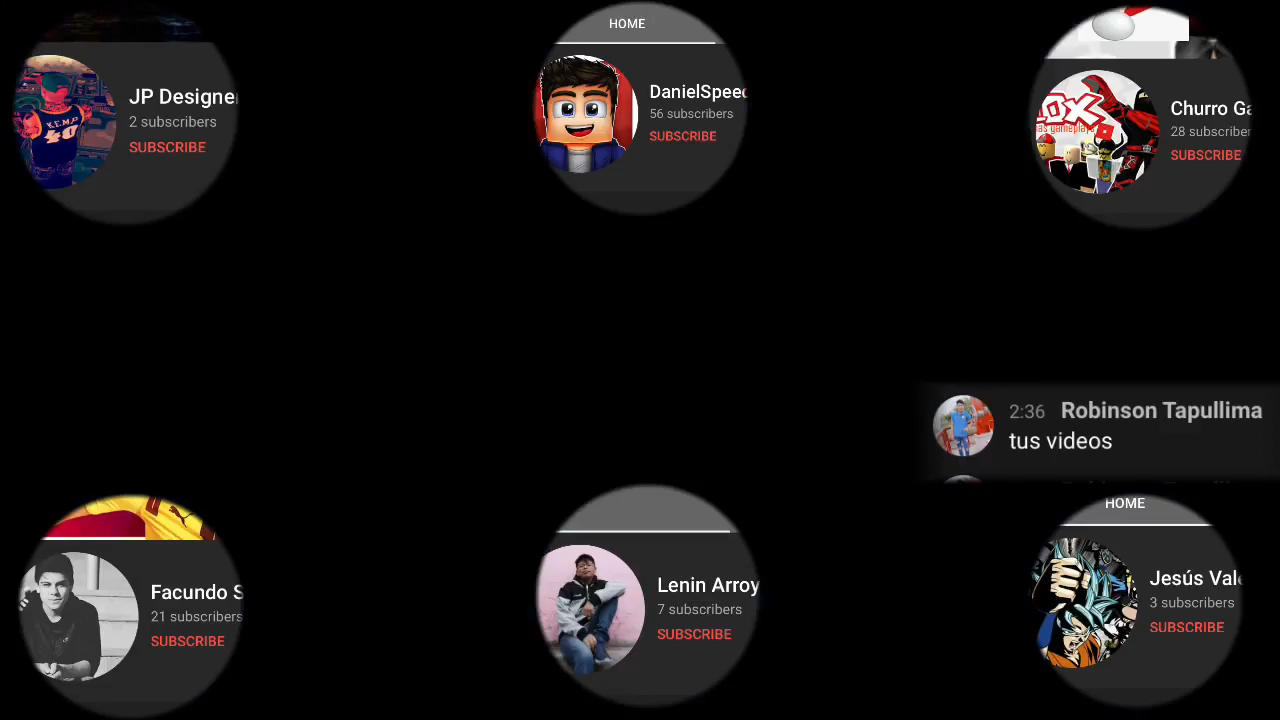 JP Designer
2 subscribers
SUBSCRIBE
HOME
DanielSpeed
56 subscribers
SUBSCRIBE
Churro Ga
28 subscriber
SUBSCRIBE
2:36 Robinson Tapullima
tus videos
Facundo S
21 subscribers
SUBSCRIBE
Lenin Arroy
7 subscribers
SUBSCRIBE
HOME
Jesús Vale
3 subscribers
SUBSCRIBE